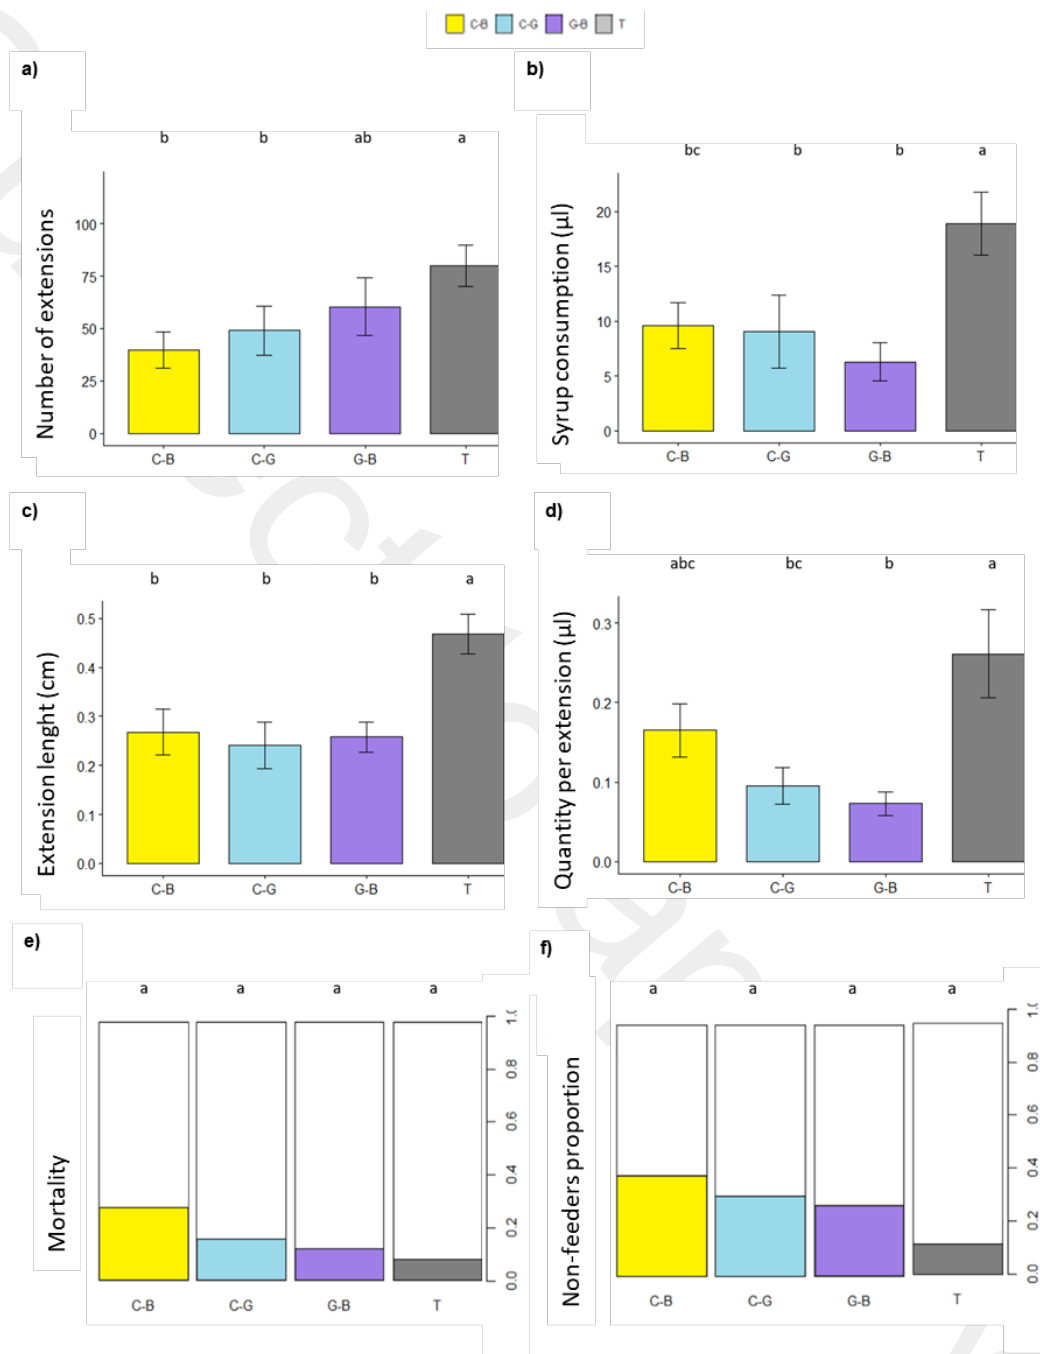 C-B C-G G-B T
a)
b b ab a
Number of extensions
100
75
50
25
0
C-B C-G G-B T
b)
bc b b a
Syrup consumption (µl)
20
15
10
5
0
C-B C-G G-B T
c)
b b b a
Extension lenght (cm)
0.5
0.4
0.3
0.2
0.1
0.0
C-B C-G G-B T
d)
abc bc b a
Quantity per extension (µl)
0.3
0.2
0.1
0.0
C-B C-G G-B T
e)
a a a a
Mortality
0.8
0.6
0.4
0.2
0.0
C-B C-G G-B T
f)
a a a a
Non-feeders proportion
0.8
0.6
0.4
0.2
0.0
C-B C-G G-B T